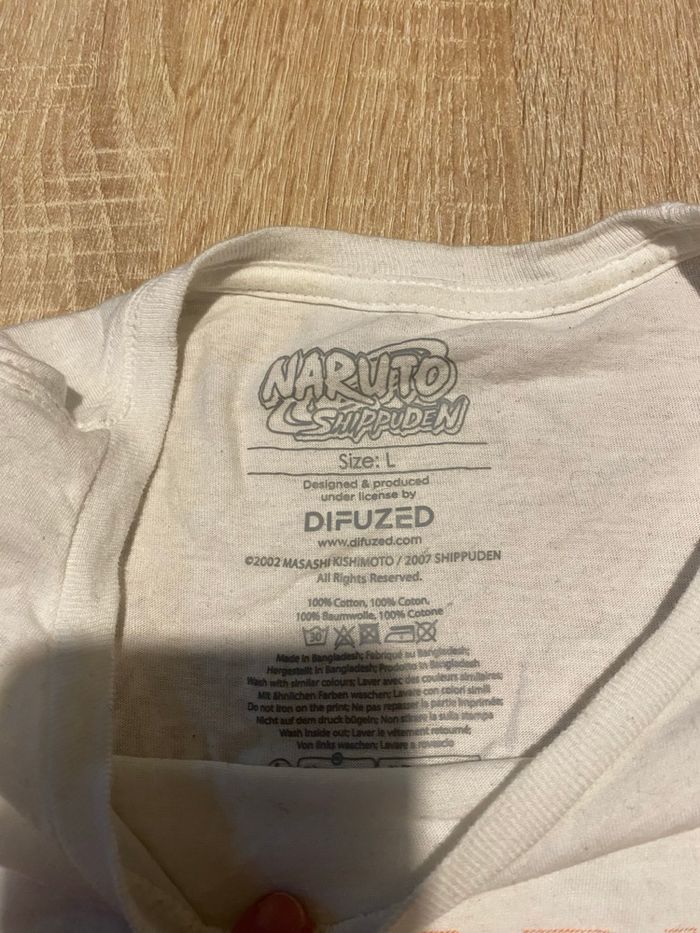 NARUTO
SHIPPUDEN
Size: L
Designed & produced
under license by
DIFUZED
www.difuzed.com
©2002 MASASHI KISHIMOTO / 2007 SHIPPUDEN
All Rights Reserved.
100% Cotton, 100% Coton,
100% Baumwolle, 100% Cotone
30
Made in Bangladesh; Fabriqué au Bangladesh;
Hergestellt in Bangladesh; Prodotto in Bangladesh
Wash with similar colours; Laver avec des couleurs similaires;
Mit ähnlichen Farben waschen; Lavare con colori simili
Do not iron on the print; Ne pas repasser la partie imprimée;
Nicht auf dem druck bügeln; Non stirare la sulla stampa
Wash inside out; Laver le vêtement retourné;
Von links waschen; Lavare a rovescio